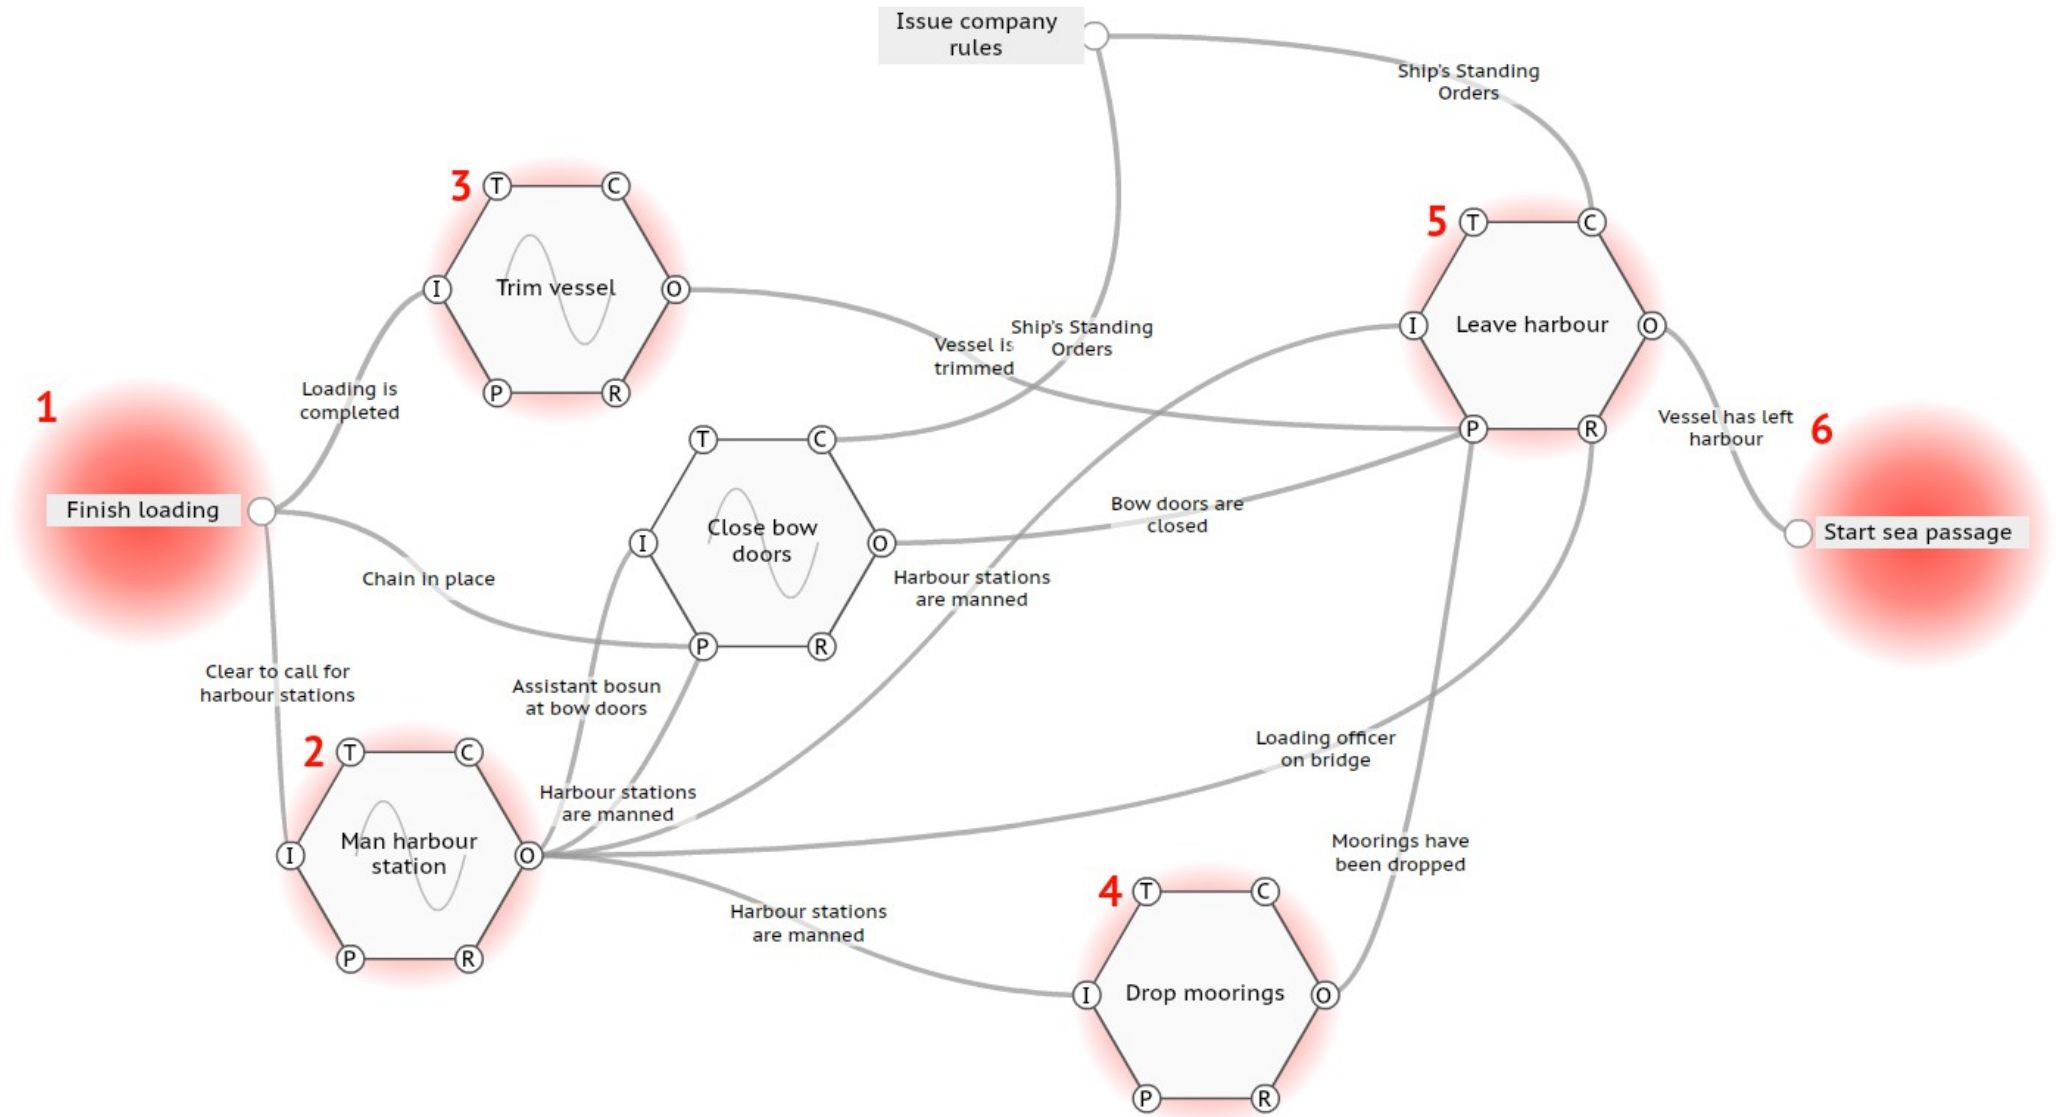 Issue company
rules
Ship's Standing
Orders
3
T
C
I
Trim vessel
O
P
R
5
T
C
I
Leave harbour
O
P
R
Vessel is
trimmed
Ship's Standing
Orders
Loading is
completed
1
Finish loading
Vessel has left
harbour
6
Start sea passage
T
C
I
Close bow
doors
O
P
R
Bow doors are
closed
Chain in place
Harbour stations
are manned
Clear to call for
harbour stations
Assistant bosun
at bow doors
Harbour stations
are manned
Loading officer
on bridge
2
T
C
I
Man harbour
station
O
P
R
Moorings have
been dropped
Harbour stations
are manned
4
T
C
I
Drop moorings
O
P
R